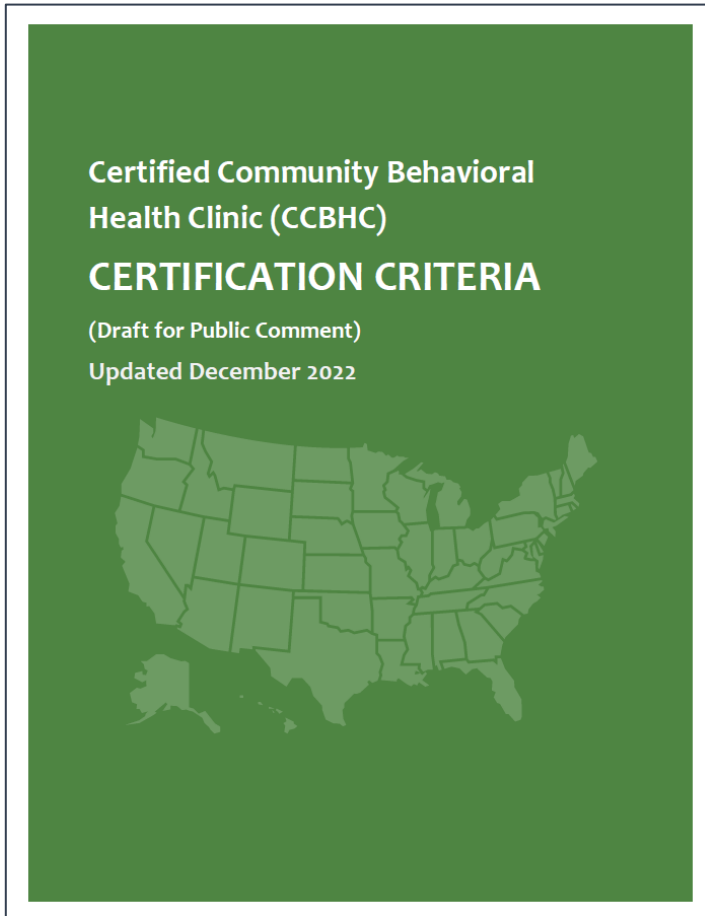 Certified Community Behavioral
Health Clinic (CCBHC)
CERTIFICATION CRITERIA
(Draft for Public Comment)
Updated December 2022